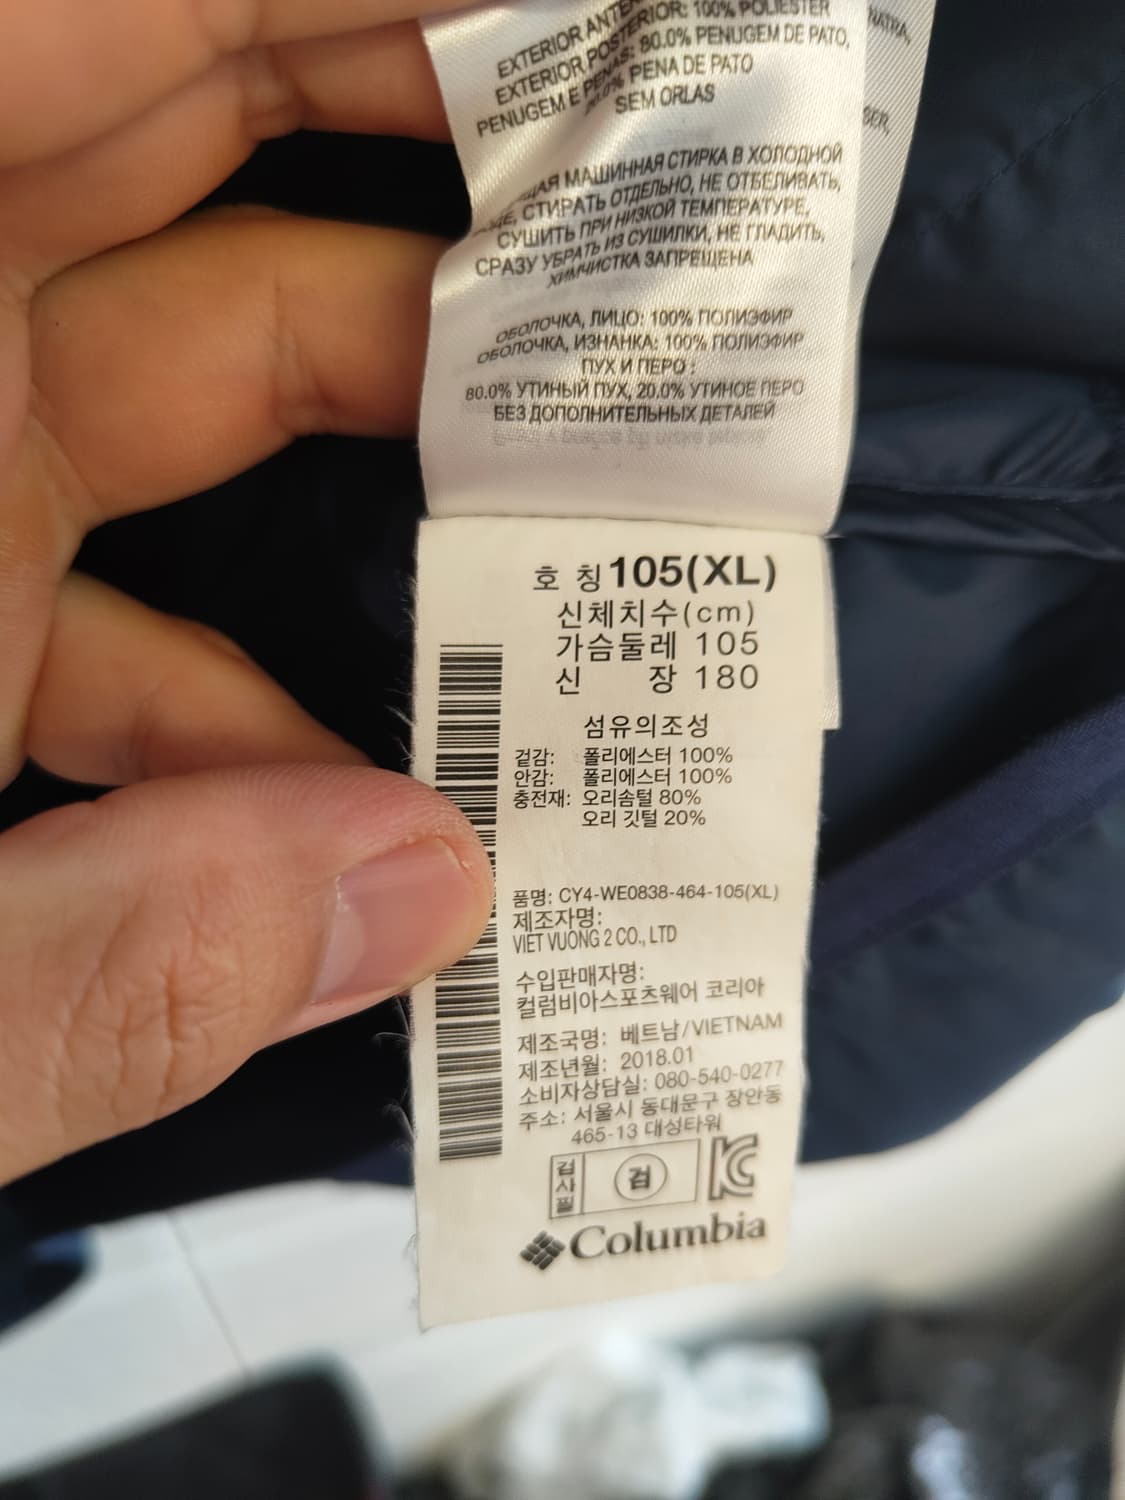 EXTERIOR ANTERIOR: 100% POLIESTER
EXTERIOR POSTERIOR:
PENUGEM E PENAS: 80.0% PENUGEM DE PATO,
PENA DE PATO
SEM ORLAS
NATRA,
МАШИННАЯ СТИРКА В ХОЛОДНОЙ
СТИРАТЬ ОТДЕЛЬНО, НЕ ОТБЕЛИВАТЬ,
СУШИТЬ ПРИ НИЗКОЙ ТЕМПЕРАТУРЕ,
СРАЗУ УБРАТЬ ИЗ СУШИЛКИ, НЕ ГЛАДИТЬ,
ХИМЧИСТКА ЗАПРЕЩЕНА
ОБОЛОЧКА, ЛИЦО: 100% ПОЛИЭФИР
ОБОЛОЧКА, ИЗНАНКА: 100% ПОЛИЭФИР
ПУХ И ПЕРО :
80.0% УТИНЫЙ ПУХ, 20.0% УТИНОЕ ПЕРО
БЕЗ ДОПОЛНИТЕЛЬНЫХ ДЕТАЛЕЙ
호 칭 105(XL)
신체치수(cm)
가슴둘레 105
신 장 180
섬유의조성
겉감: 폴리에스터 100%
안감: 폴리에스터 100%
충전재: 오리솜털 80%
오리 깃털 20%
품명: CY4-WE0838-464-105(XL)
제조자명:
VIET VUONG 2 CO., LTD
수입판매자명:
컬럼비아스포츠웨어 코리아
제조국명: 베트남/VIETNAM
제조년월: 2018.01
소비자상담실: 080-540-0277
주소: 서울시 동대문구 장안동
465-13 대성타워
검사필 검
Columbia